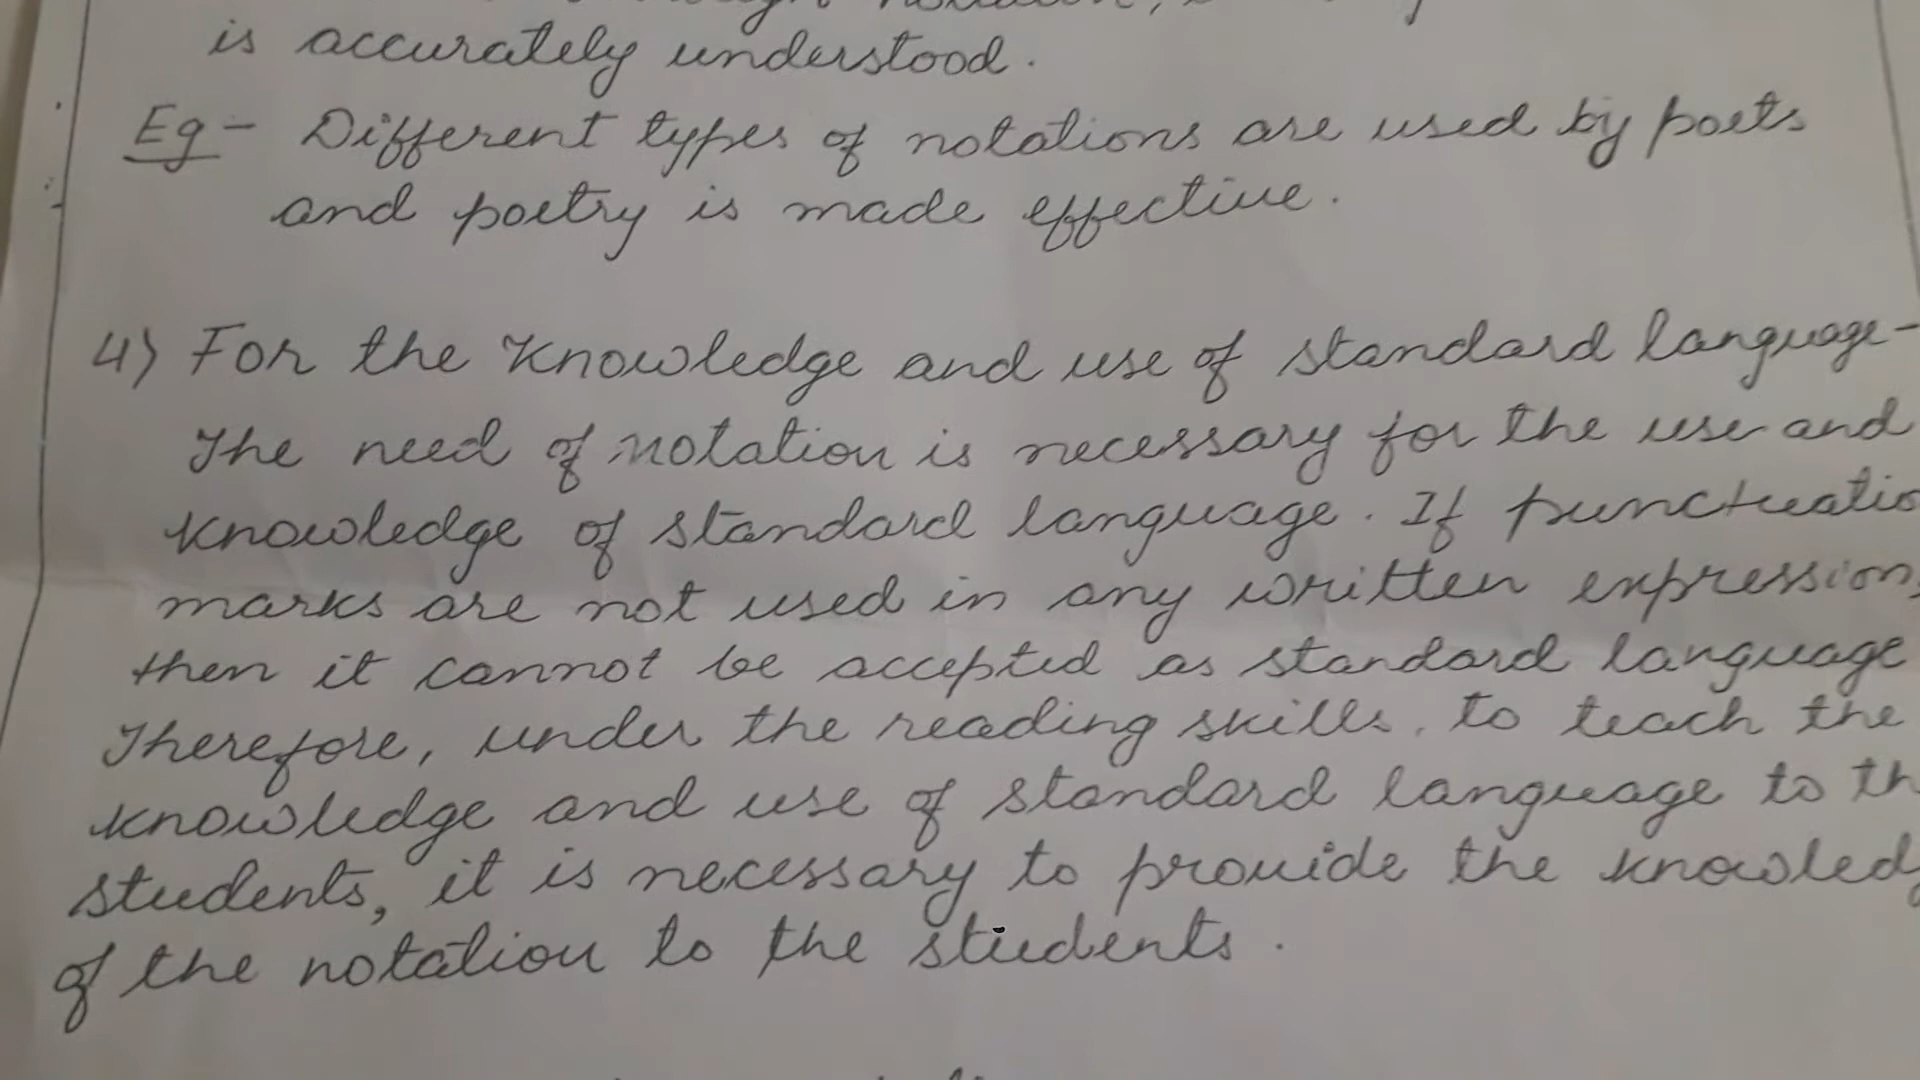 is accurately understood.
Eg - Different types of notations are used by poets
and poetry is made effective.
4) For the Knowledge and use of standard language-
The need of notation is necessary for the use and
knowledge of standard language. If punctuatio
marks are not used in any written expression,
then it cannot be accepted as standard language
Therefore, under the reading skills, to teach the
knowledge and use of standard language to th
students, it is necessary to provide the knowledg
of the notation to the students.